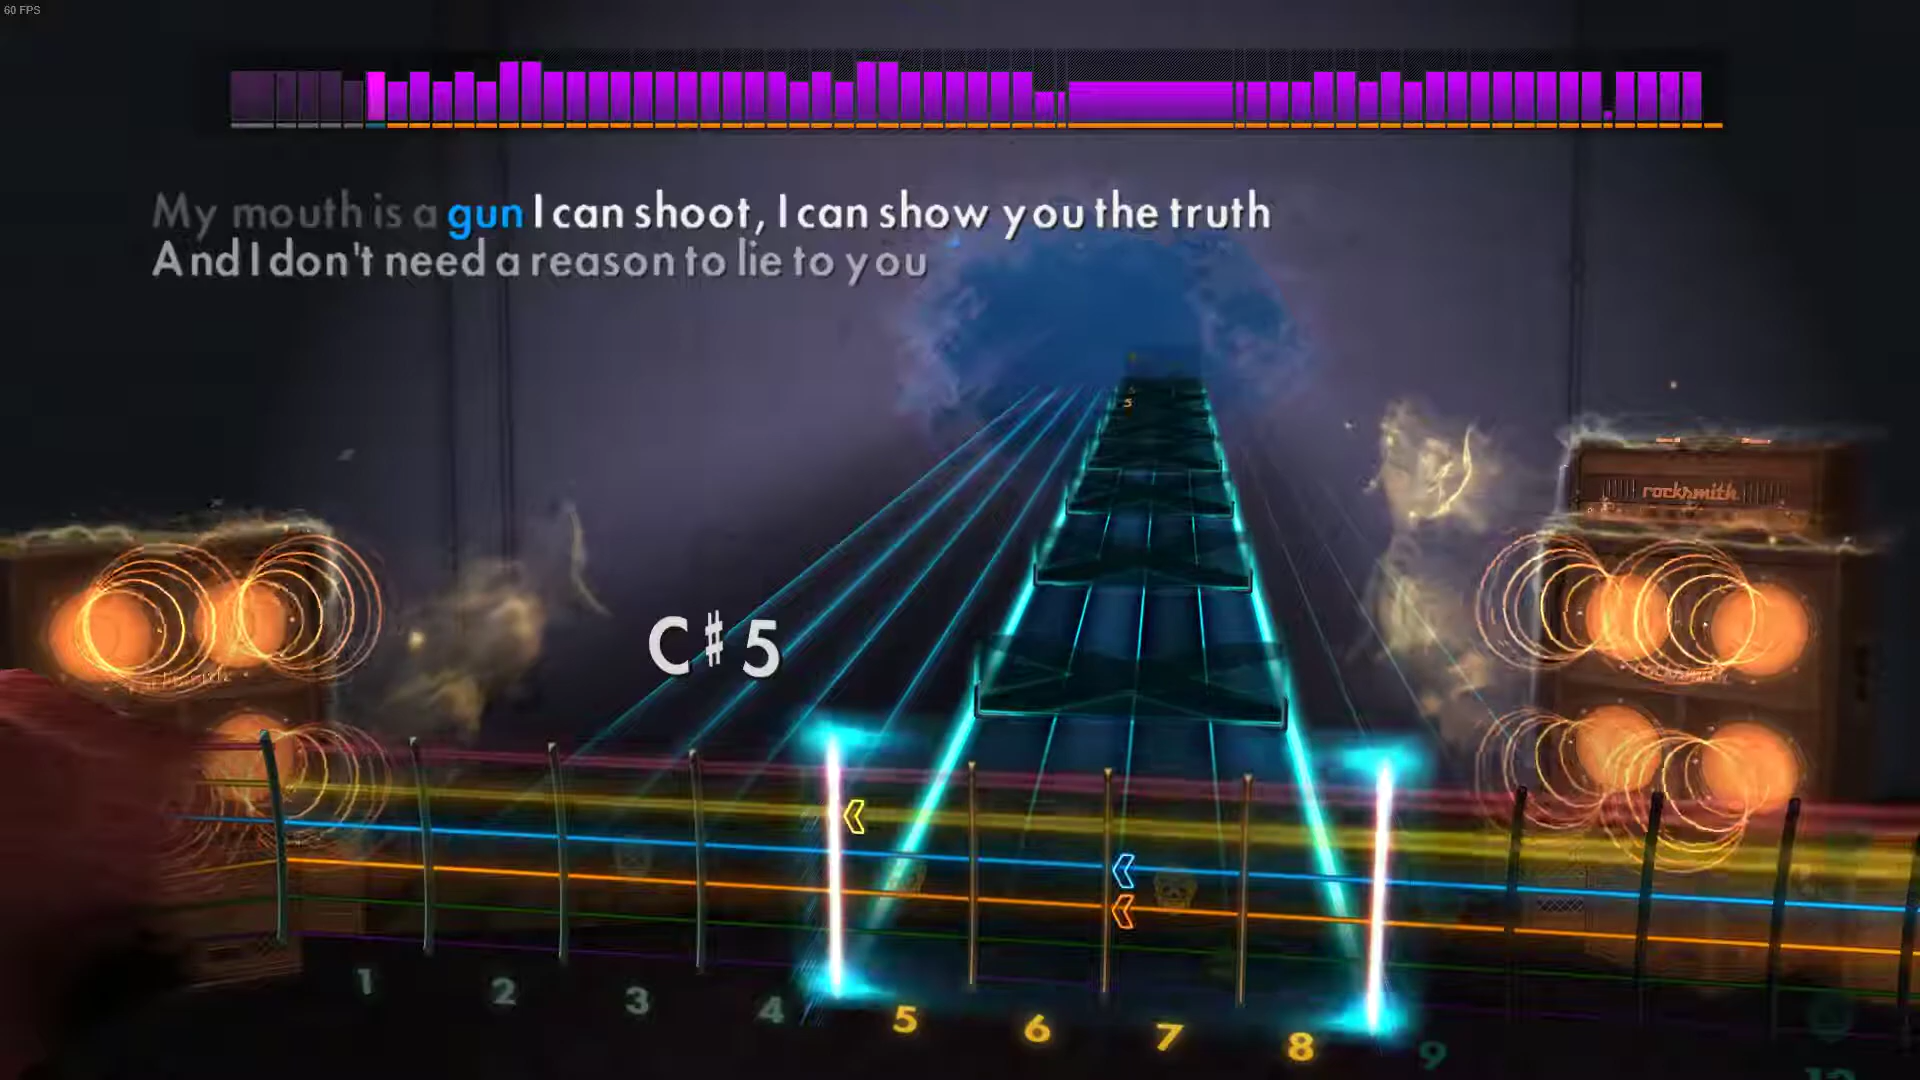 60 FPS
My mouth is a gun I can shoot, I can show you the truth
And I don't need a reason to lie to you
5
rocksmith
C♯5
1 2 3 4 5 6 7 8 9 12